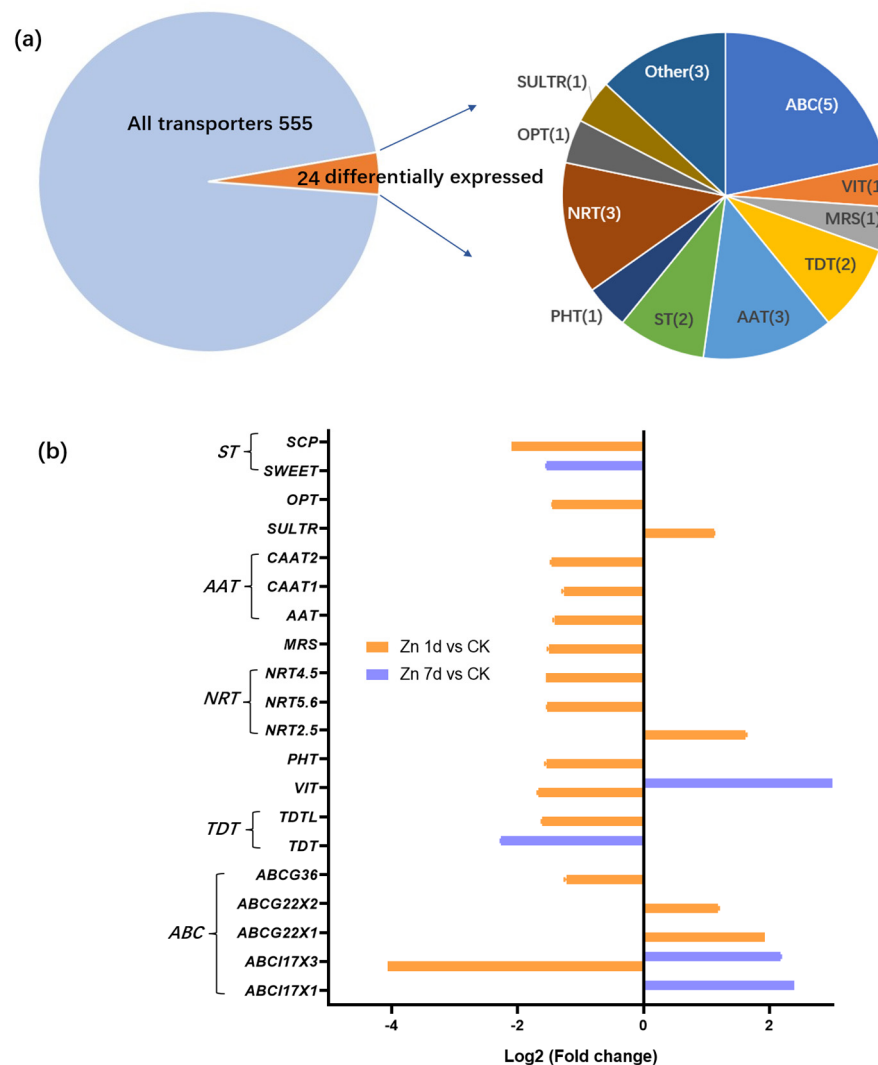 (a)
All transporters 555
24 differentially expressed
Other(3)
ABC(5)
SULTR(1)
OPT(1)
VIT(1
MRS(1)
NRT(3)
TDT(2)
PHT(1)
ST(2)
AAT(3)
(b)
ST
SCP
SWEET
OPT
SULTR
AAT
CAAT2
CAAT1
AAT
MRS
NRT
NRT4.5
NRT5.6
NRT2.5
PHT
VIT
TDT
TDTL
TDT
ABC
ABCG36
ABCG22X2
ABCG22X1
ABCI17X3
ABCI17X1
Zn 1d vs CK
Zn 7d vs CK
-4 -2 0 2
Log2 (Fold change)